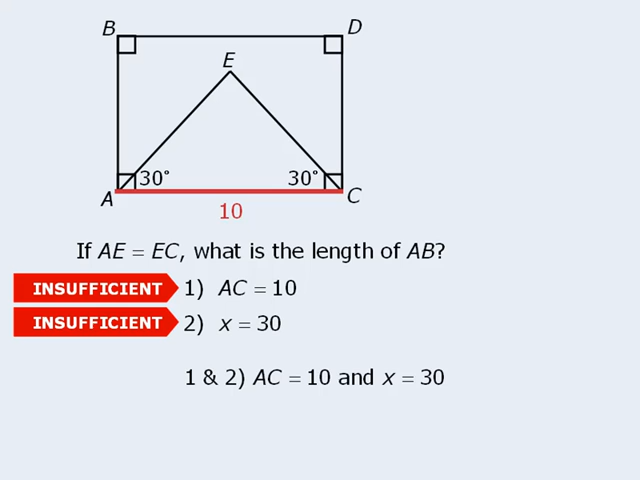 B
D
E
30°
30°
A
C
10
If AE = EC, what is the length of AB?
INSUFFICIENT 1) AC = 10
INSUFFICIENT 2) x = 30
1 & 2) AC = 10 and x = 30